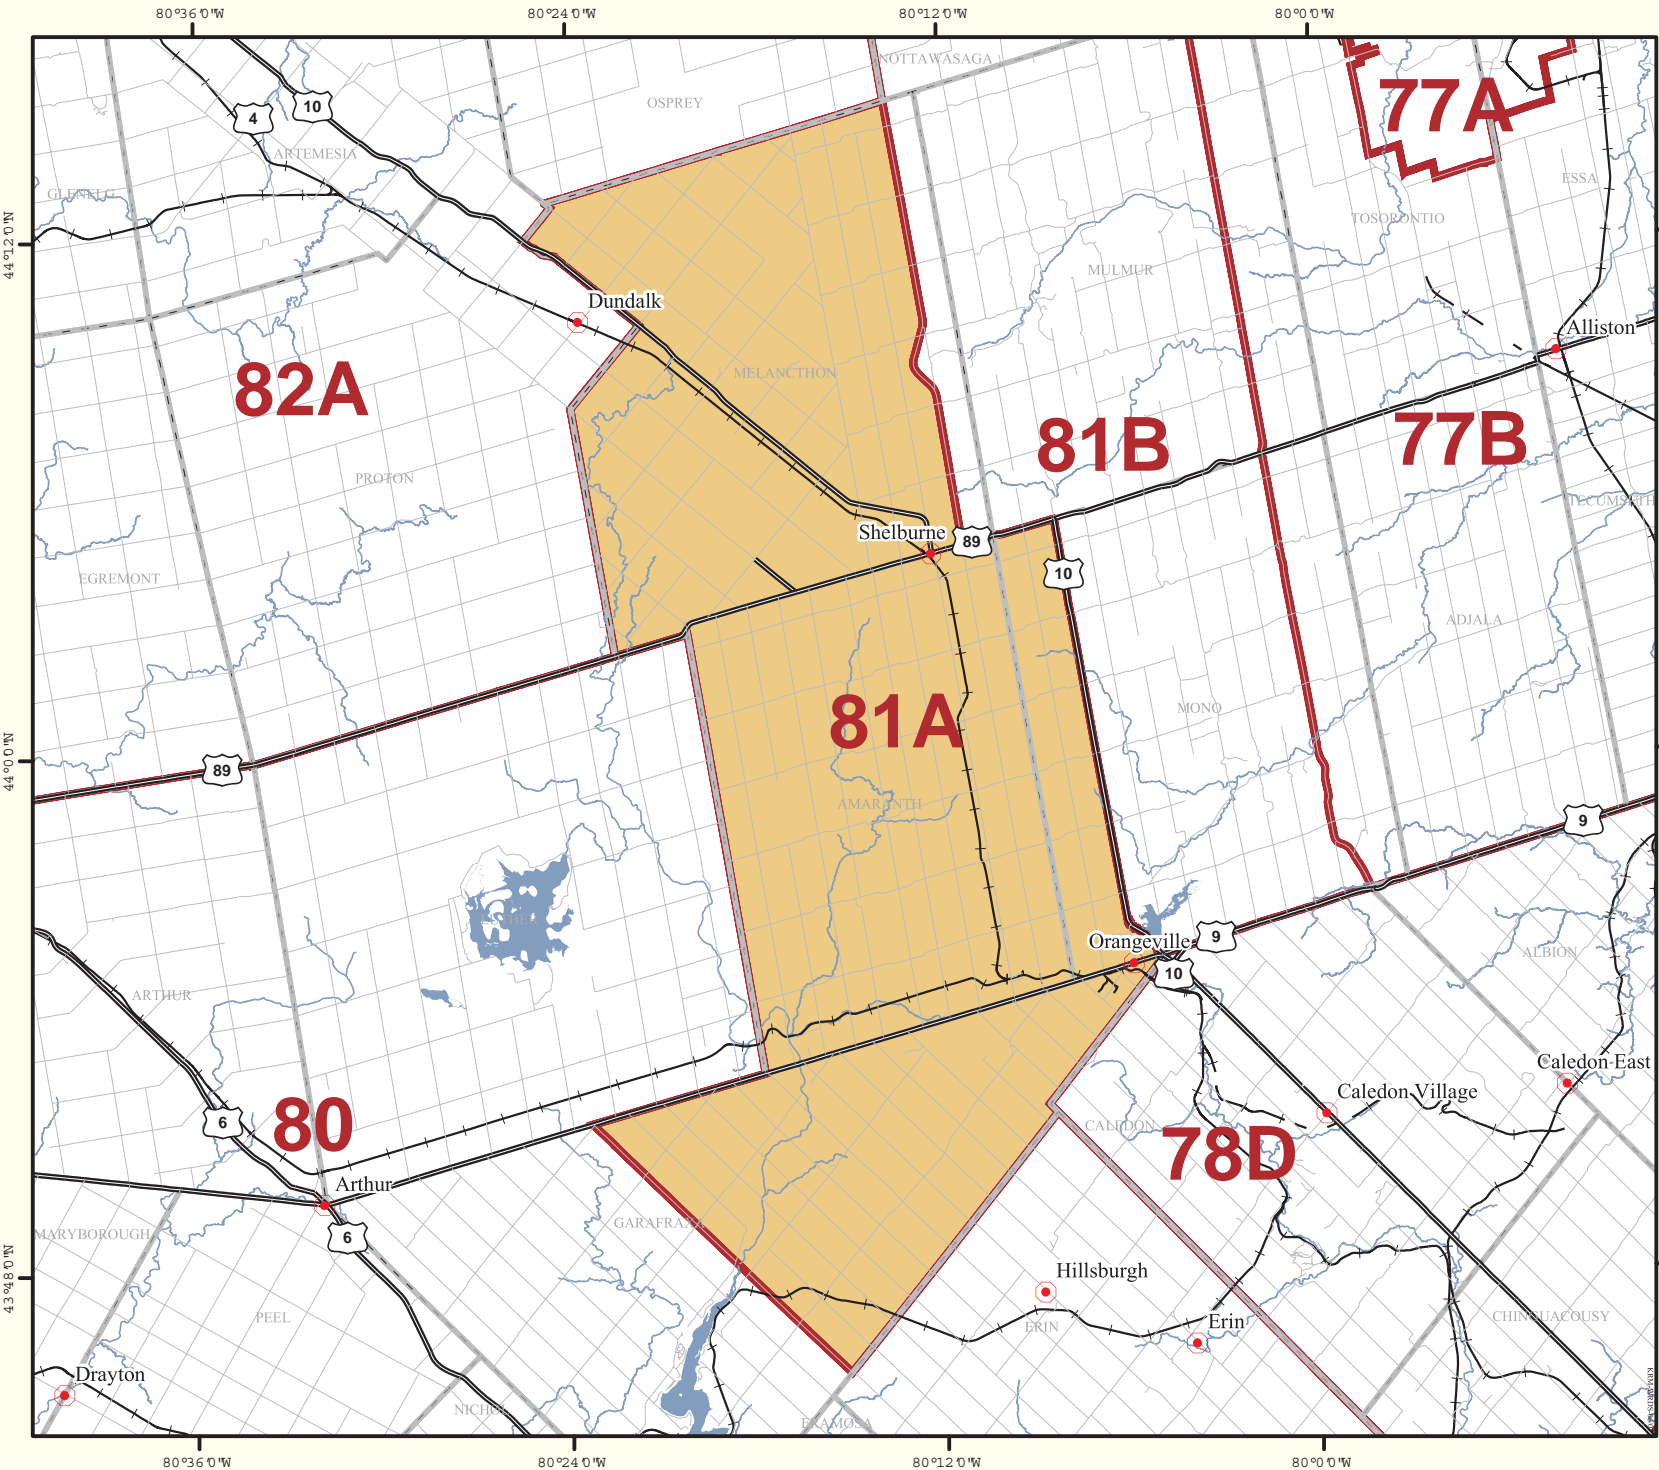 80°36'0"W 80°24'0"W 80°12'0"W 80°0'0"W
NOTTAWASAGA
OSPREY
77A
10
4
ARTEMESIA
ESSA
GLENELG
TOSORONTIO
44°12'0"N
MULMUR
Dundalk
Alliston
MELANCTHON
82A
81B
77B
PROTON
TECUMSETH
Shelburne
89
10
EGREMONT
ADJALA
81A
MONO
44°0'0"N
89
AMARANTH
9
LUTHER
Orangeville
9
ALBION
10
ARTHUR
Caledon East
Caledon Village
6
80
CALEDON
78D
Arthur
GARAFRAXA
MARYBOROUGH
6
43°48'0"N
Hillsburgh
PEEL
ERIN
Erin
CHINGUACOUSY
Drayton
NICHOL
ERAMOSA
80°36'0"W 80°24'0"W 80°12'0"W 80°0'0"W